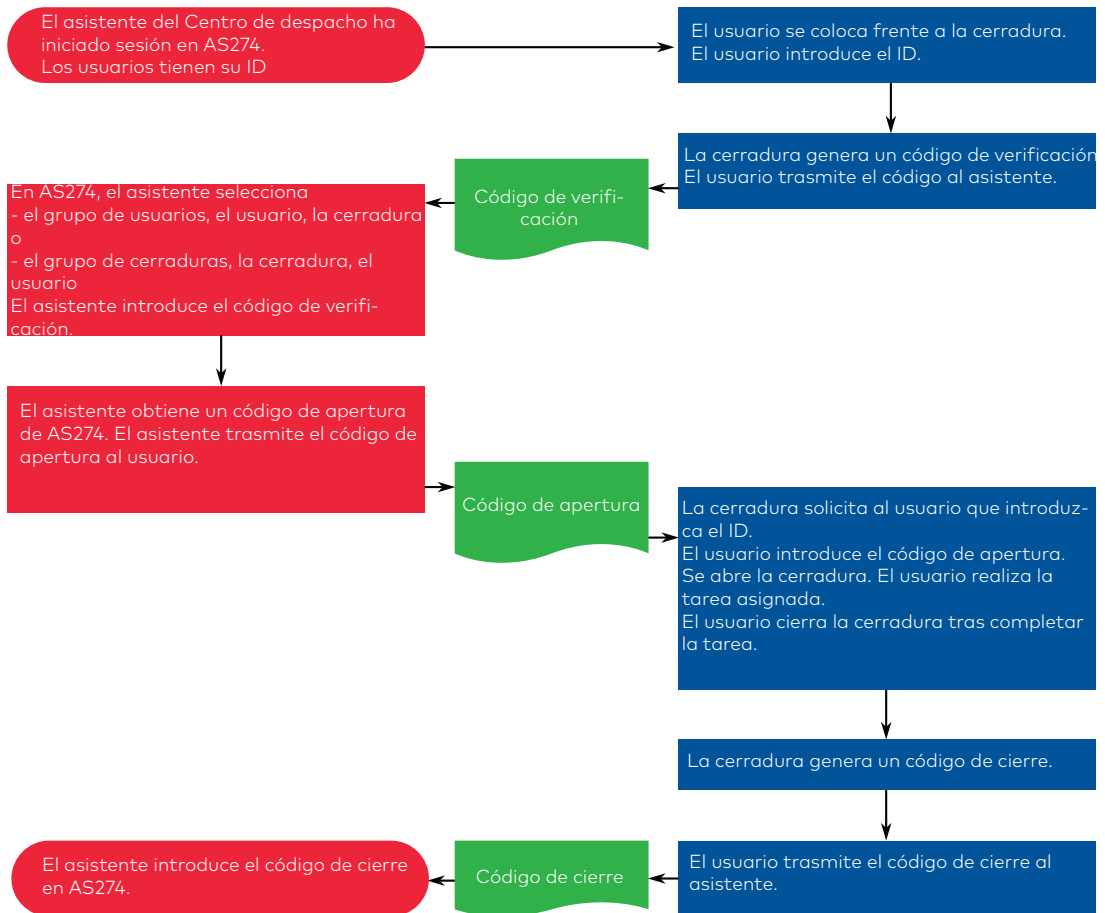 El asistente del Centro de despacho ha
iniciado sesión en AS274.
Los usuarios tienen su ID
El usuario se coloca frente a la cerradura.
El usuario introduce el ID.
La cerradura genera un código de verificación
El usuario trasmite el código al asistente.
Código de verifi-
cación
En AS274, el asistente selecciona
- el grupo de usuarios, el usuario, la cerradura
o
- el grupo de cerraduras, la cerradura, el
usuario
El asistente introduce el código de verifi-
cación.
El asistente obtiene un código de apertura
de AS274. El asistente trasmite el código de
apertura al usuario.
Código de apertura
La cerradura solicita al usuario que introduz-
ca el ID.
El usuario introduce el código de apertura.
Se abre la cerradura. El usuario realiza la
tarea asignada.
El usuario cierra la cerradura tras completar
la tarea.
La cerradura genera un código de cierre.
El usuario trasmite el código de cierre al
asistente.
Código de cierre
El asistente introduce el código de cierre
en AS274.